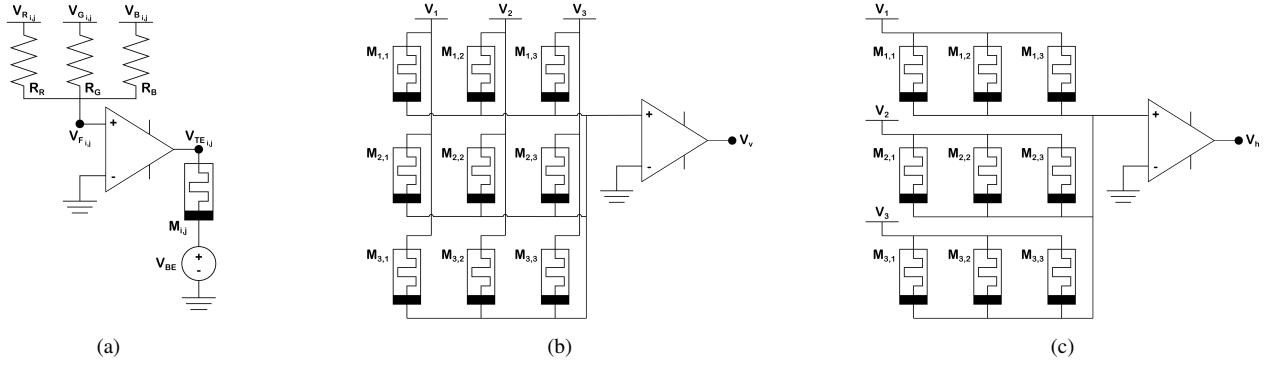 V_{R i,j} V_{G i,j} V_{B i,j}
R_R R_G R_B
+
V_{F i,j} V_{TE i,j}
-
M_{i,j}
V_{BE} + -
(a)
V_1 V_2 V_3
M_{1,1} M_{1,2} M_{1,3}
+
V_v
-
M_{2,1} M_{2,2} M_{2,3}
M_{3,1} M_{3,2} M_{3,3}
(b)
V_1
M_{1,1} M_{1,2} M_{1,3}
+
V_2
V_h
-
M_{2,1} M_{2,2} M_{2,3}
V_3
M_{3,1} M_{3,2} M_{3,3}
(c)